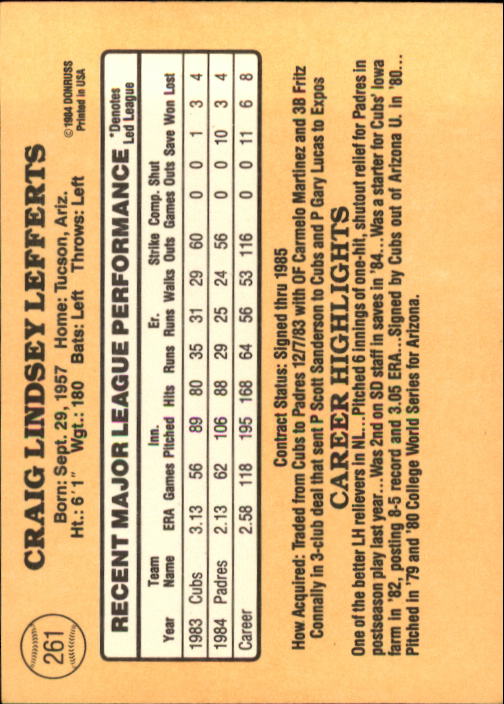 261
CRAIG LINDSEY LEFFERTS
Born: Sept. 29, 1957 Home: Tucson, Ariz.
Ht.: 6'1" Wgt.: 180 Bats: Left Throws: Left
© 1984 DONRUSS
Printed in USA
RECENT MAJOR LEAGUE PERFORMANCE
*Denotes
Led League
Team Inn. Er. Strike Comp. Shut
Year Name ERA Games Pitched Hits Runs Runs Walks Outs Games Outs Save Won Lost
1983 Cubs 3.13 56 89 80 35 31 29 60 0 0 1 3 4
1984 Padres 2.13 62 106 88 29 25 24 56 0 0 10 3 4
Career 2.58 118 195 168 64 56 53 116 0 0 11 6 8
Contract Status: Signed thru 1985
How Acquired: Traded from Cubs to Padres 12/7/83 with OF Carmelo Martinez and 3B Fritz
Connally in 3-club deal that sent P Scott Sanderson to Cubs and P Gary Lucas to Expos
CAREER HIGHLIGHTS
One of the better LH relievers in NL... Pitched 6 innings of one-hit, shutout relief for Padres in
postseason play last year... Was 2nd on SD staff in saves in '84... Was a starter for Cubs' Iowa
farm in '82, posting 8-5 record and 3.05 ERA... Signed by Cubs out of Arizona U. in '80...
Pitched in '79 and '80 College World Series for Arizona.